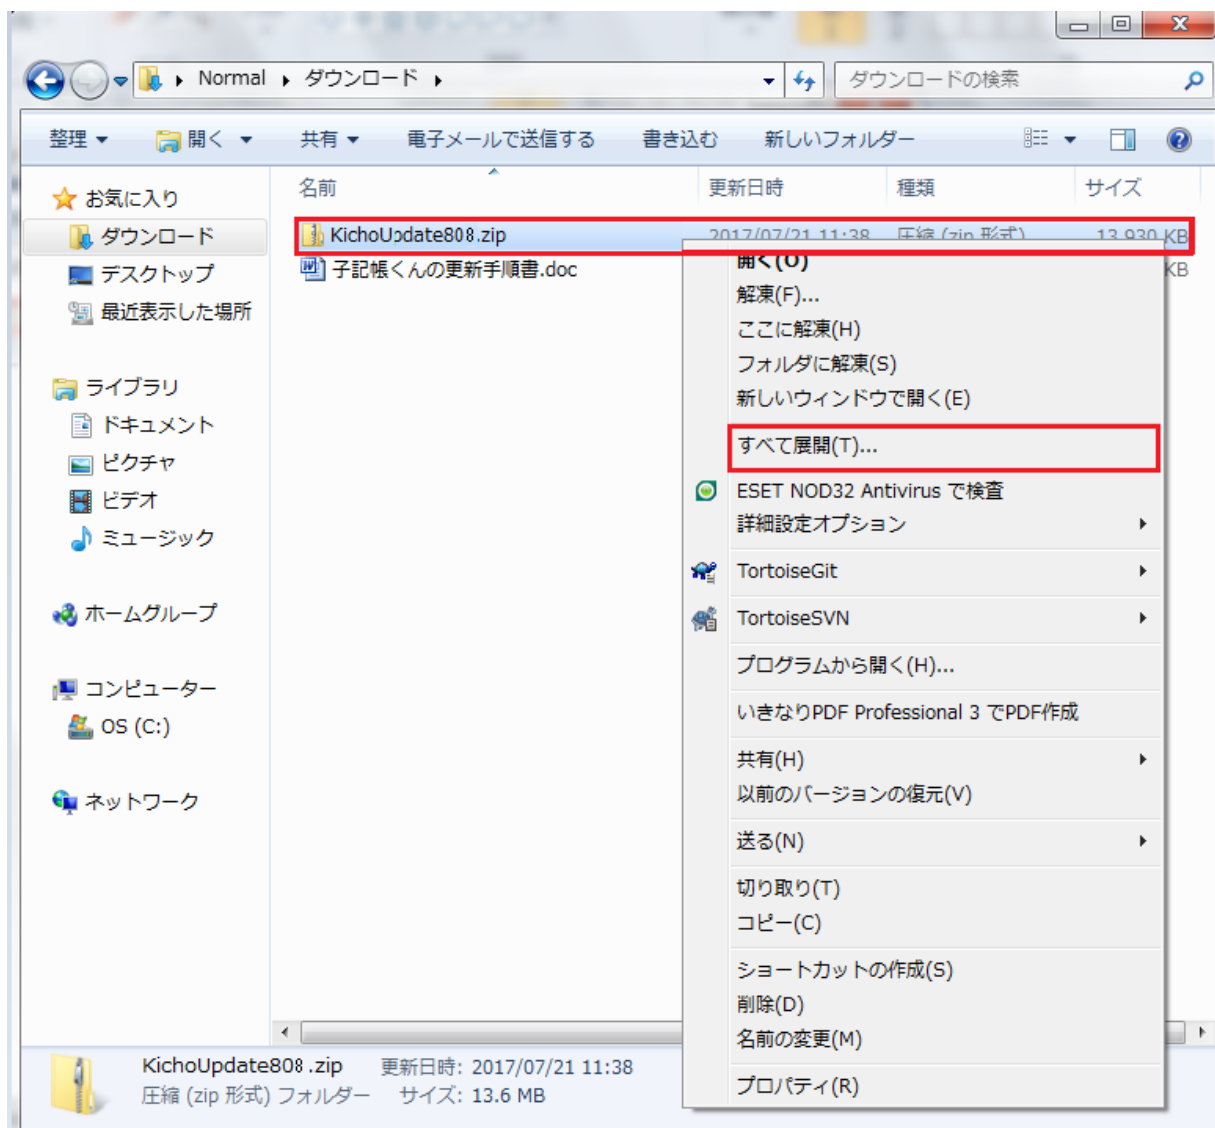 Normal ダウンロード ダウンロードの検索
整理 開く 共有 電子メールで送信する 書き込む 新しいフォルダー
名前 更新日時 種類 サイズ
KichoUpdate808.zip 2017/07/21 11:38 圧縮 (zip 形式) 13,930 KB
子記帳くんの更新手順書.doc KB
お気に入り
ダウンロード
デスクトップ
最近表示した場所
ライブラリ
ドキュメント
ピクチャ
ビデオ
ミュージック
ホームグループ
コンピューター
OS (C:)
ネットワーク
開く(O)
解凍(F)...
ここに解凍(H)
フォルダに解凍(S)
新しいウィンドウで開く(E)
すべて展開(T)...
ESET NOD32 Antivirus で検査
詳細設定オプション
TortoiseGit
TortoiseSVN
プログラムから開く(H)...
いきなりPDF Professional 3 でPDF作成
共有(H)
以前のバージョンの復元(V)
送る(N)
切り取り(T)
コピー(C)
ショートカットの作成(S)
削除(D)
名前の変更(M)
プロパティ(R)
KichoUpdate808.zip 更新日時: 2017/07/21 11:38
圧縮 (zip 形式) フォルダー サイズ: 13.6 MB